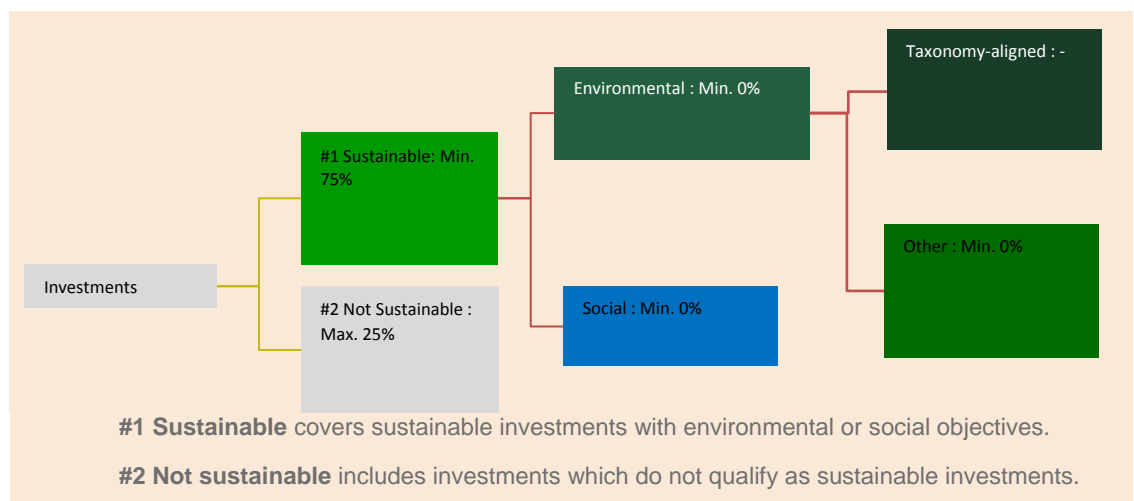 Investments
#1 Sustainable: Min.
75%
#2 Not Sustainable :
Max. 25%
Environmental : Min. 0%
Social : Min. 0%
Taxonomy-aligned : -
Other : Min. 0%
#1 Sustainable covers sustainable investments with environmental or social objectives.
#2 Not sustainable includes investments which do not qualify as sustainable investments.